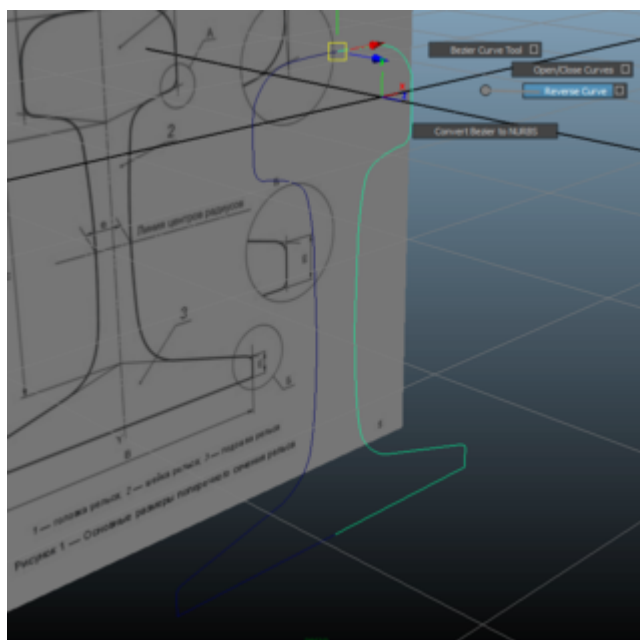 Bezier Curve Tool
Open/Close Curves
Reverse Curve
Convert Bezier to NURBS
A
2
Линия центров радиусов
3
1 — головка рельса; 2 — шейка рельса; 3 — подошва рельса
Рисунок 1 — Основные размеры поперечного сечения рельса